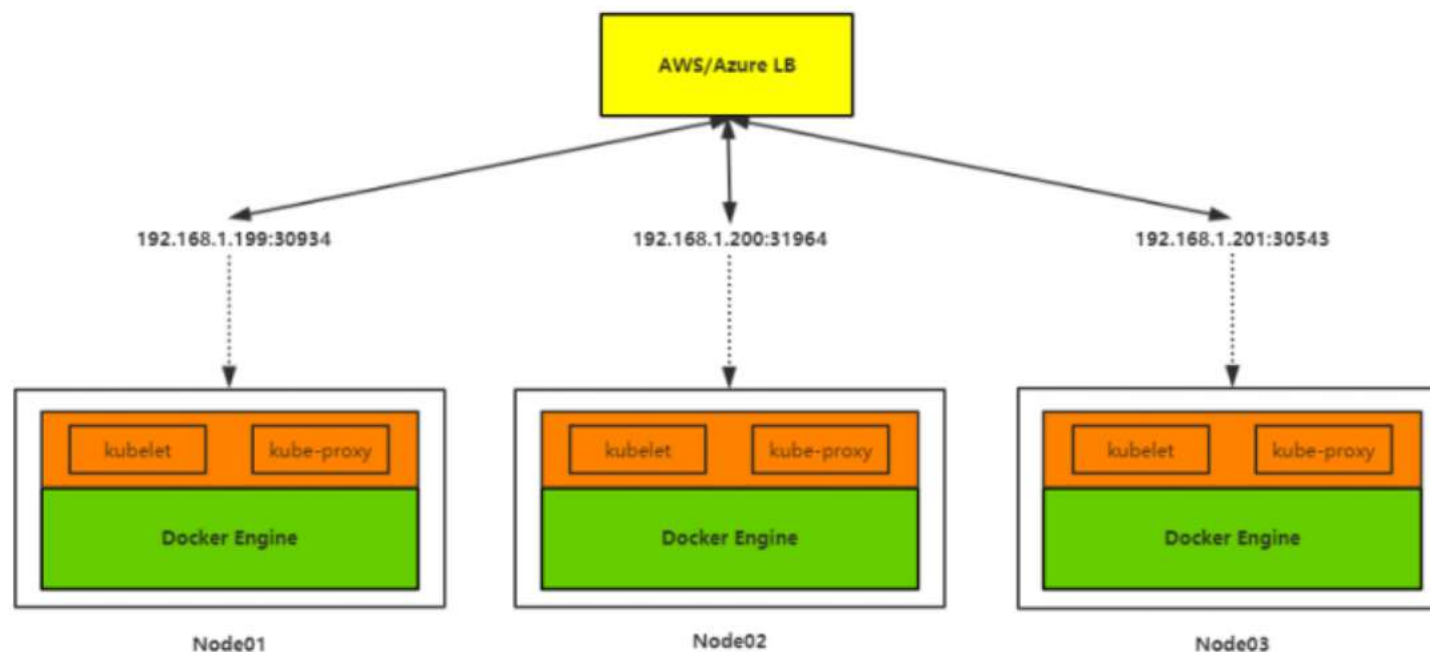 AWS/Azure LB
192.168.1.199:30934
192.168.1.200:31964
192.168.1.201:30543
kubelet
kube-proxy
kubelet
kube-proxy
kubelet
kube-proxy
Docker Engine
Docker Engine
Docker Engine
Node01
Node02
Node03